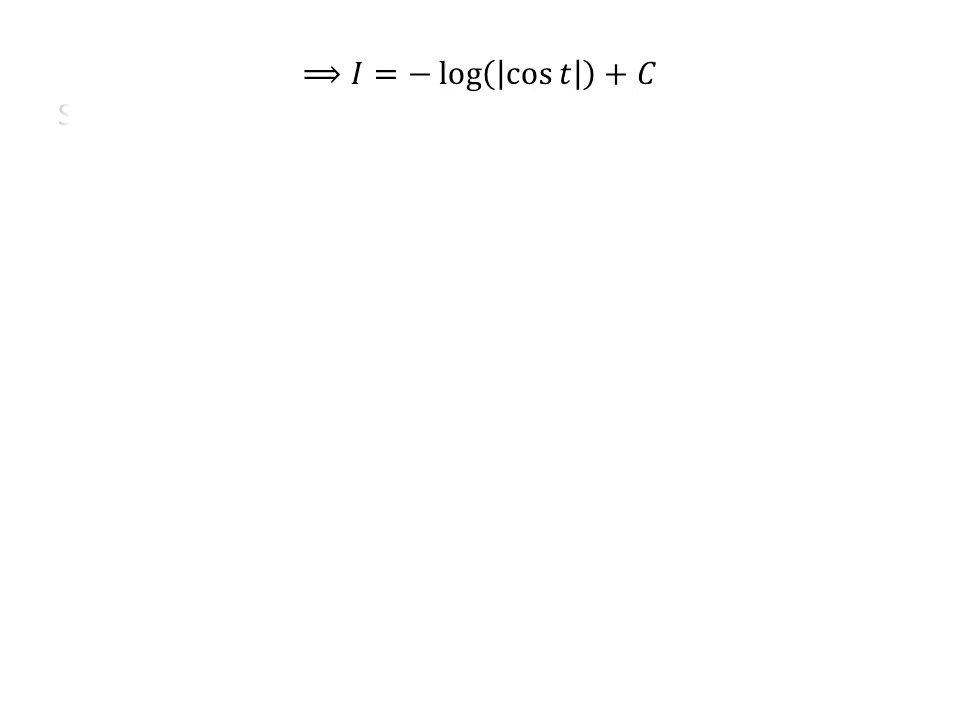 ⟹ 𝐼 = − log(|cos 𝑡|) + 𝐶